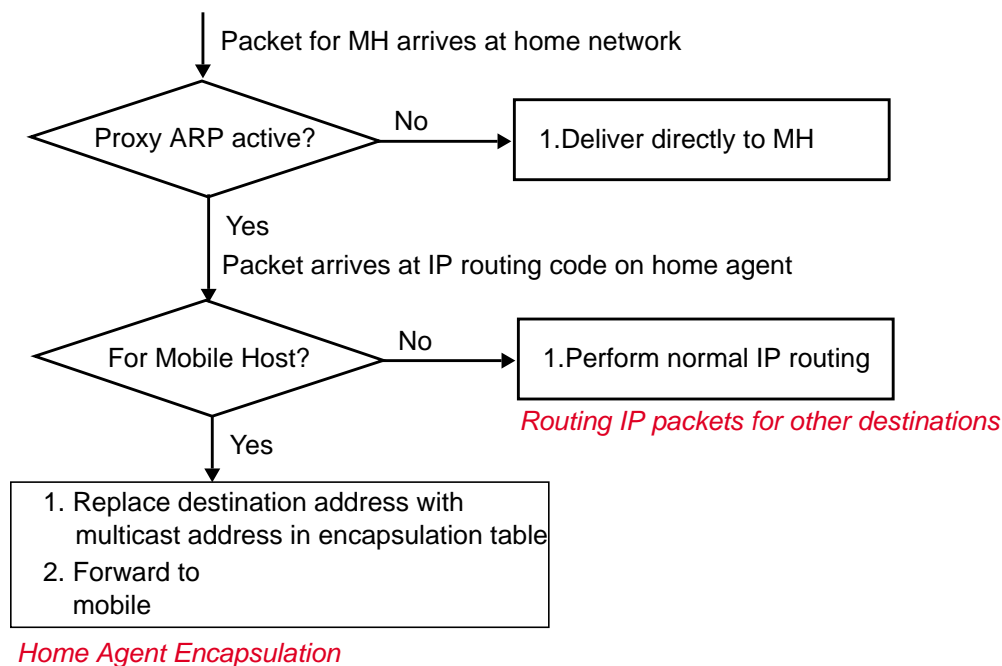 Packet for MH arrives at home network
Proxy ARP active?
No
1.Deliver directly to MH
Yes
Packet arrives at IP routing code on home agent
For Mobile Host?
No
1.Perform normal IP routing
Routing IP packets for other destinations
Yes
1. Replace destination address with
multicast address in encapsulation table
2. Forward to
mobile
Home Agent Encapsulation